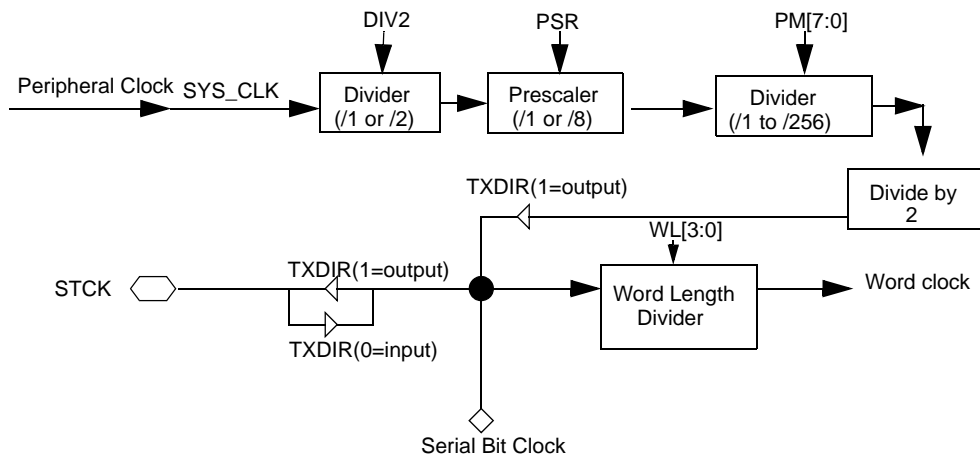 DIV2
PSR
PM[7:0]
Peripheral Clock
SYS_CLK
Divider
(/1 or /2)
Prescaler
(/1 or /8)
Divider
(/1 to /256)
TXDIR(1=output)
Divide by
2
WL[3:0]
STCK
TXDIR(1=output)
TXDIR(0=input)
Word Length
Divider
Word clock
Serial Bit Clock